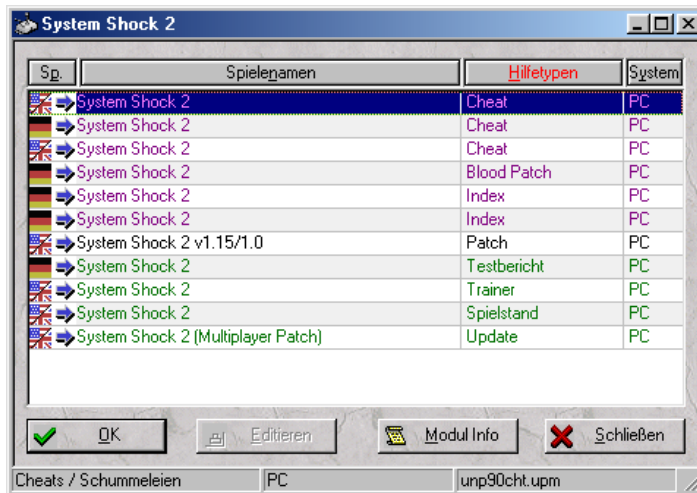 System Shock 2
Sp. Spielenamen Hilfetypen System
System Shock 2 Cheat PC
System Shock 2 Cheat PC
System Shock 2 Cheat PC
System Shock 2 Blood Patch PC
System Shock 2 Index PC
System Shock 2 Index PC
System Shock 2 v1.15/1.0 Patch PC
System Shock 2 Testbericht PC
System Shock 2 Trainer PC
System Shock 2 Spielstand PC
System Shock 2 (Multiplayer Patch) Update PC
OK Editieren Modul Info Schließen
Cheats / Schummeleien PC unp90cht.upm